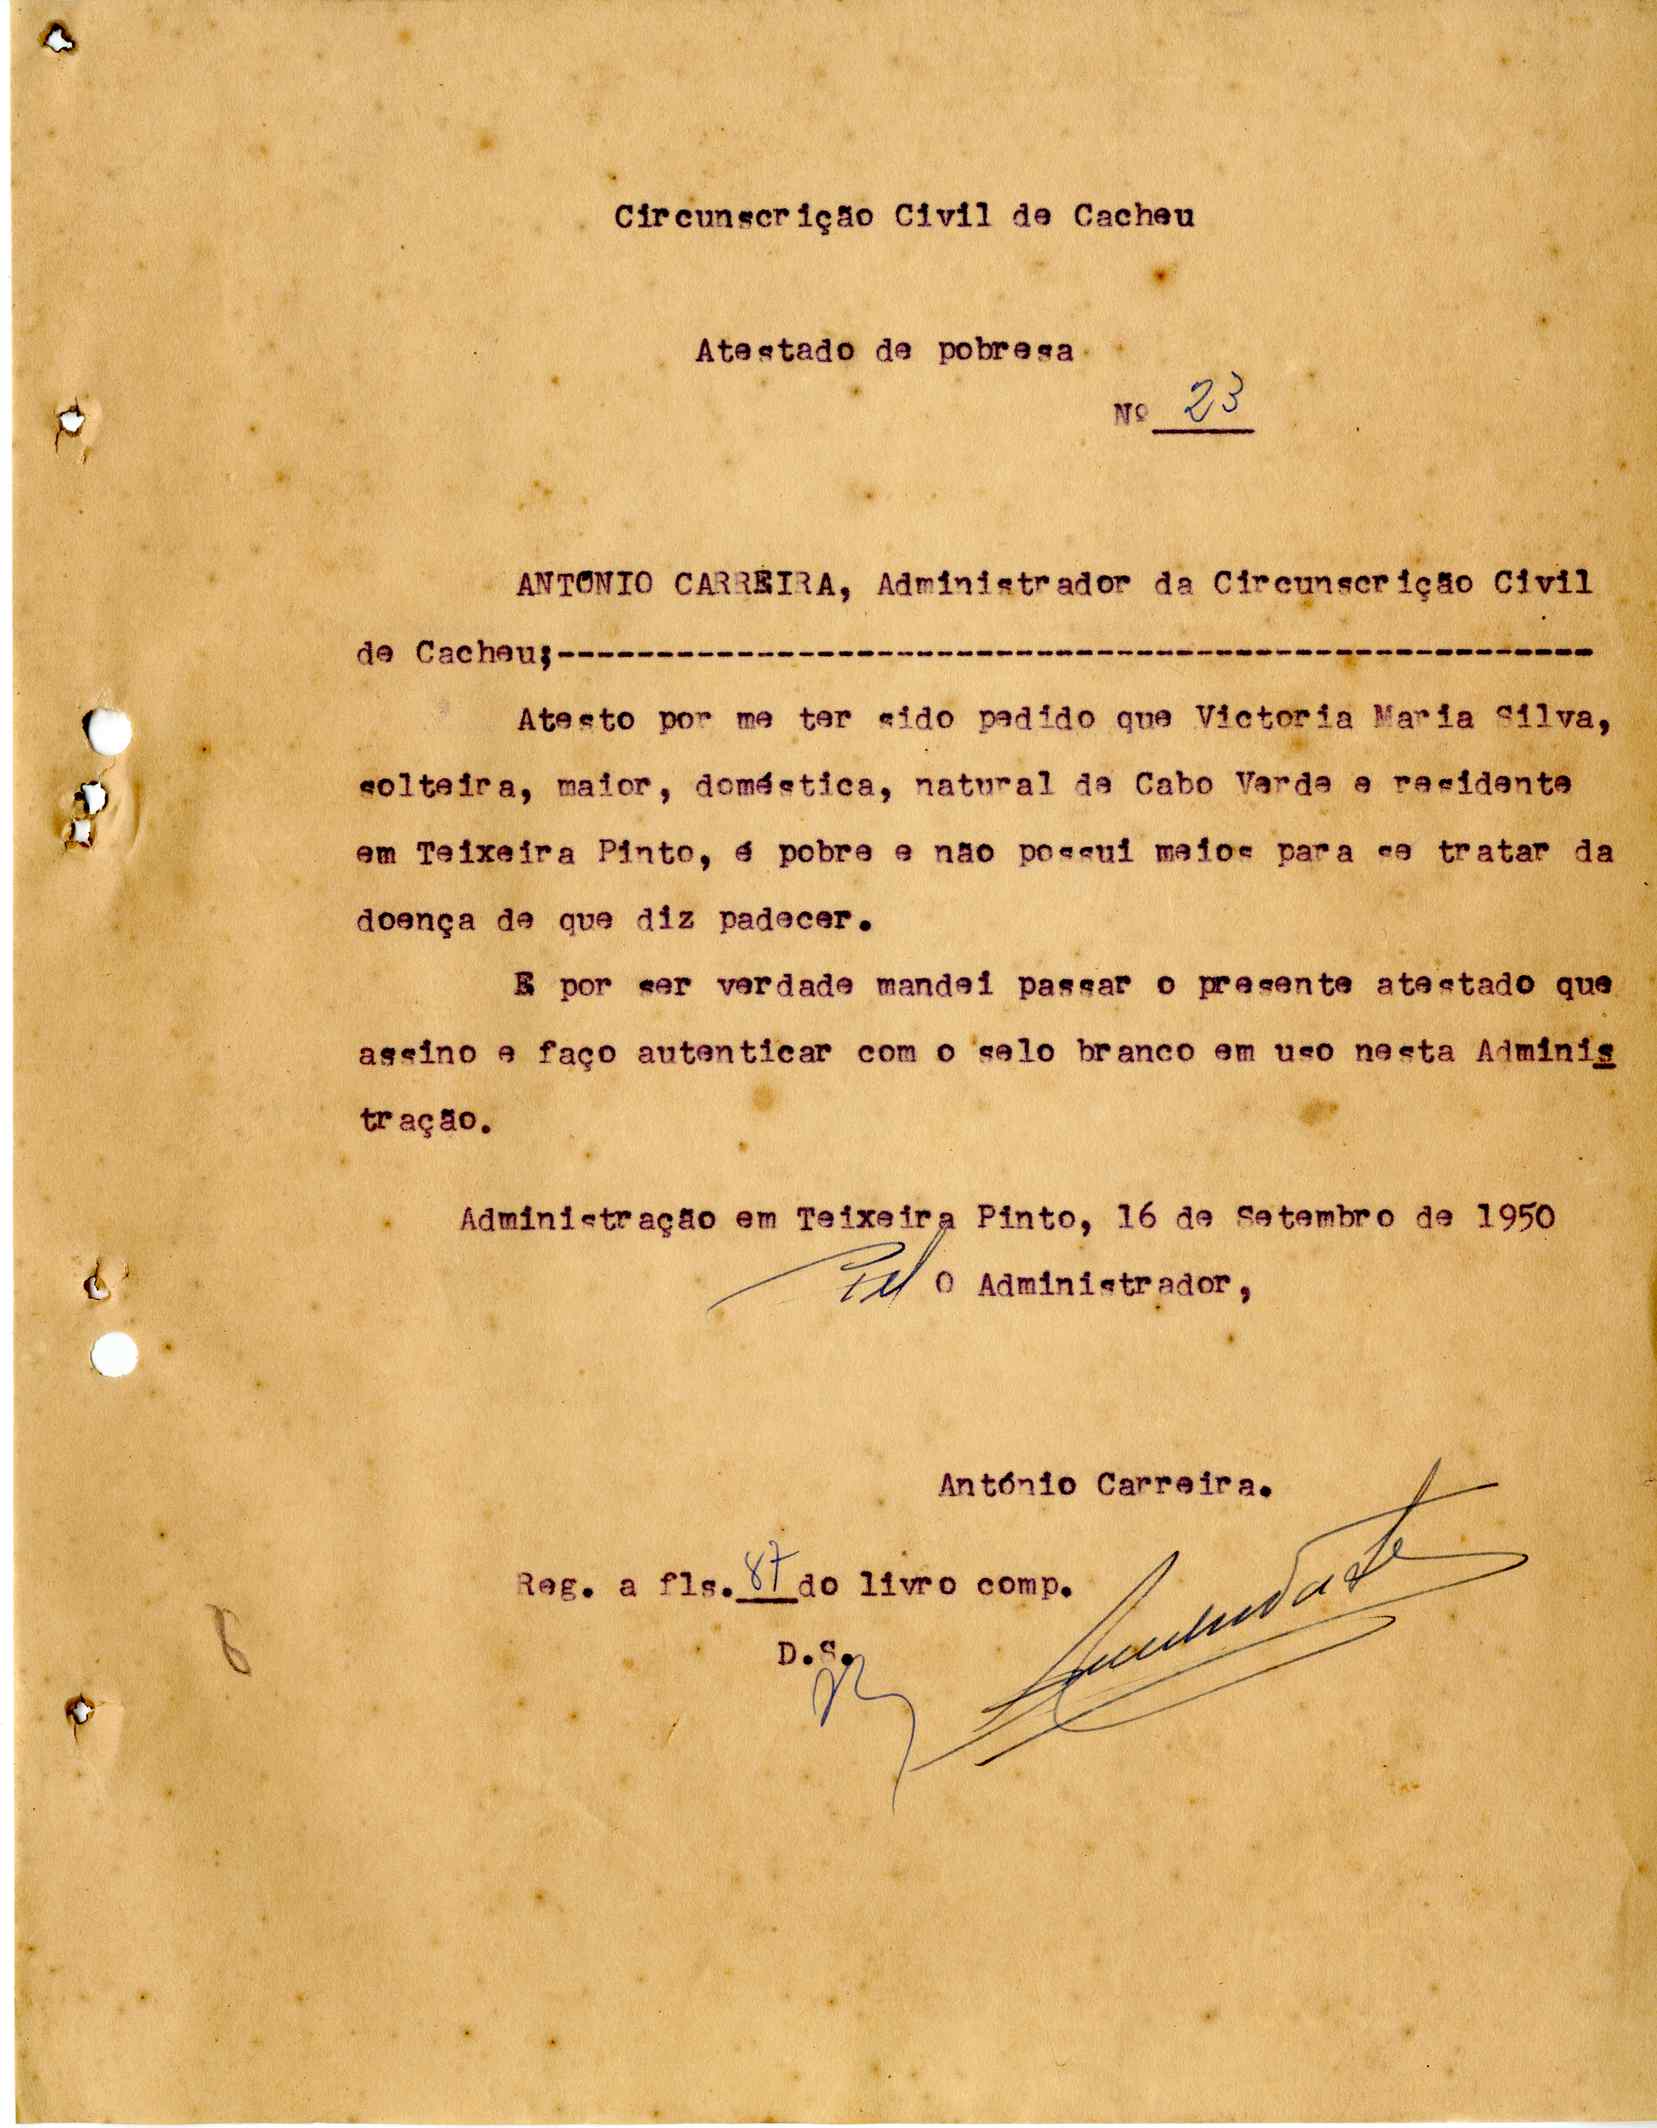 Circunscrição Civil de Cacheu
Atestado de pobresa
Nº 23
ANTONIO CARREIRA, Administrador da Circunscrição Civil
de Cacheu;----------------------------------------------------
Atesto por me ter sido pedido que Victoria Maria Silva,
solteira, maior, doméstica, natural de Cabo Verde e residente
em Teixeira Pinto, é pobre e não possui meios para se tratar da
doença de que diz padecer.
E por ser verdade mandei passar o presente atestado que
assino e faço autenticar com o selo branco em uso nesta Adminis
tração.
Administração em Teixeira Pinto, 16 de Setembro de 1950
O Administrador,
António Carreira.
Reg. a fls. 87 do livro comp.
D.S.